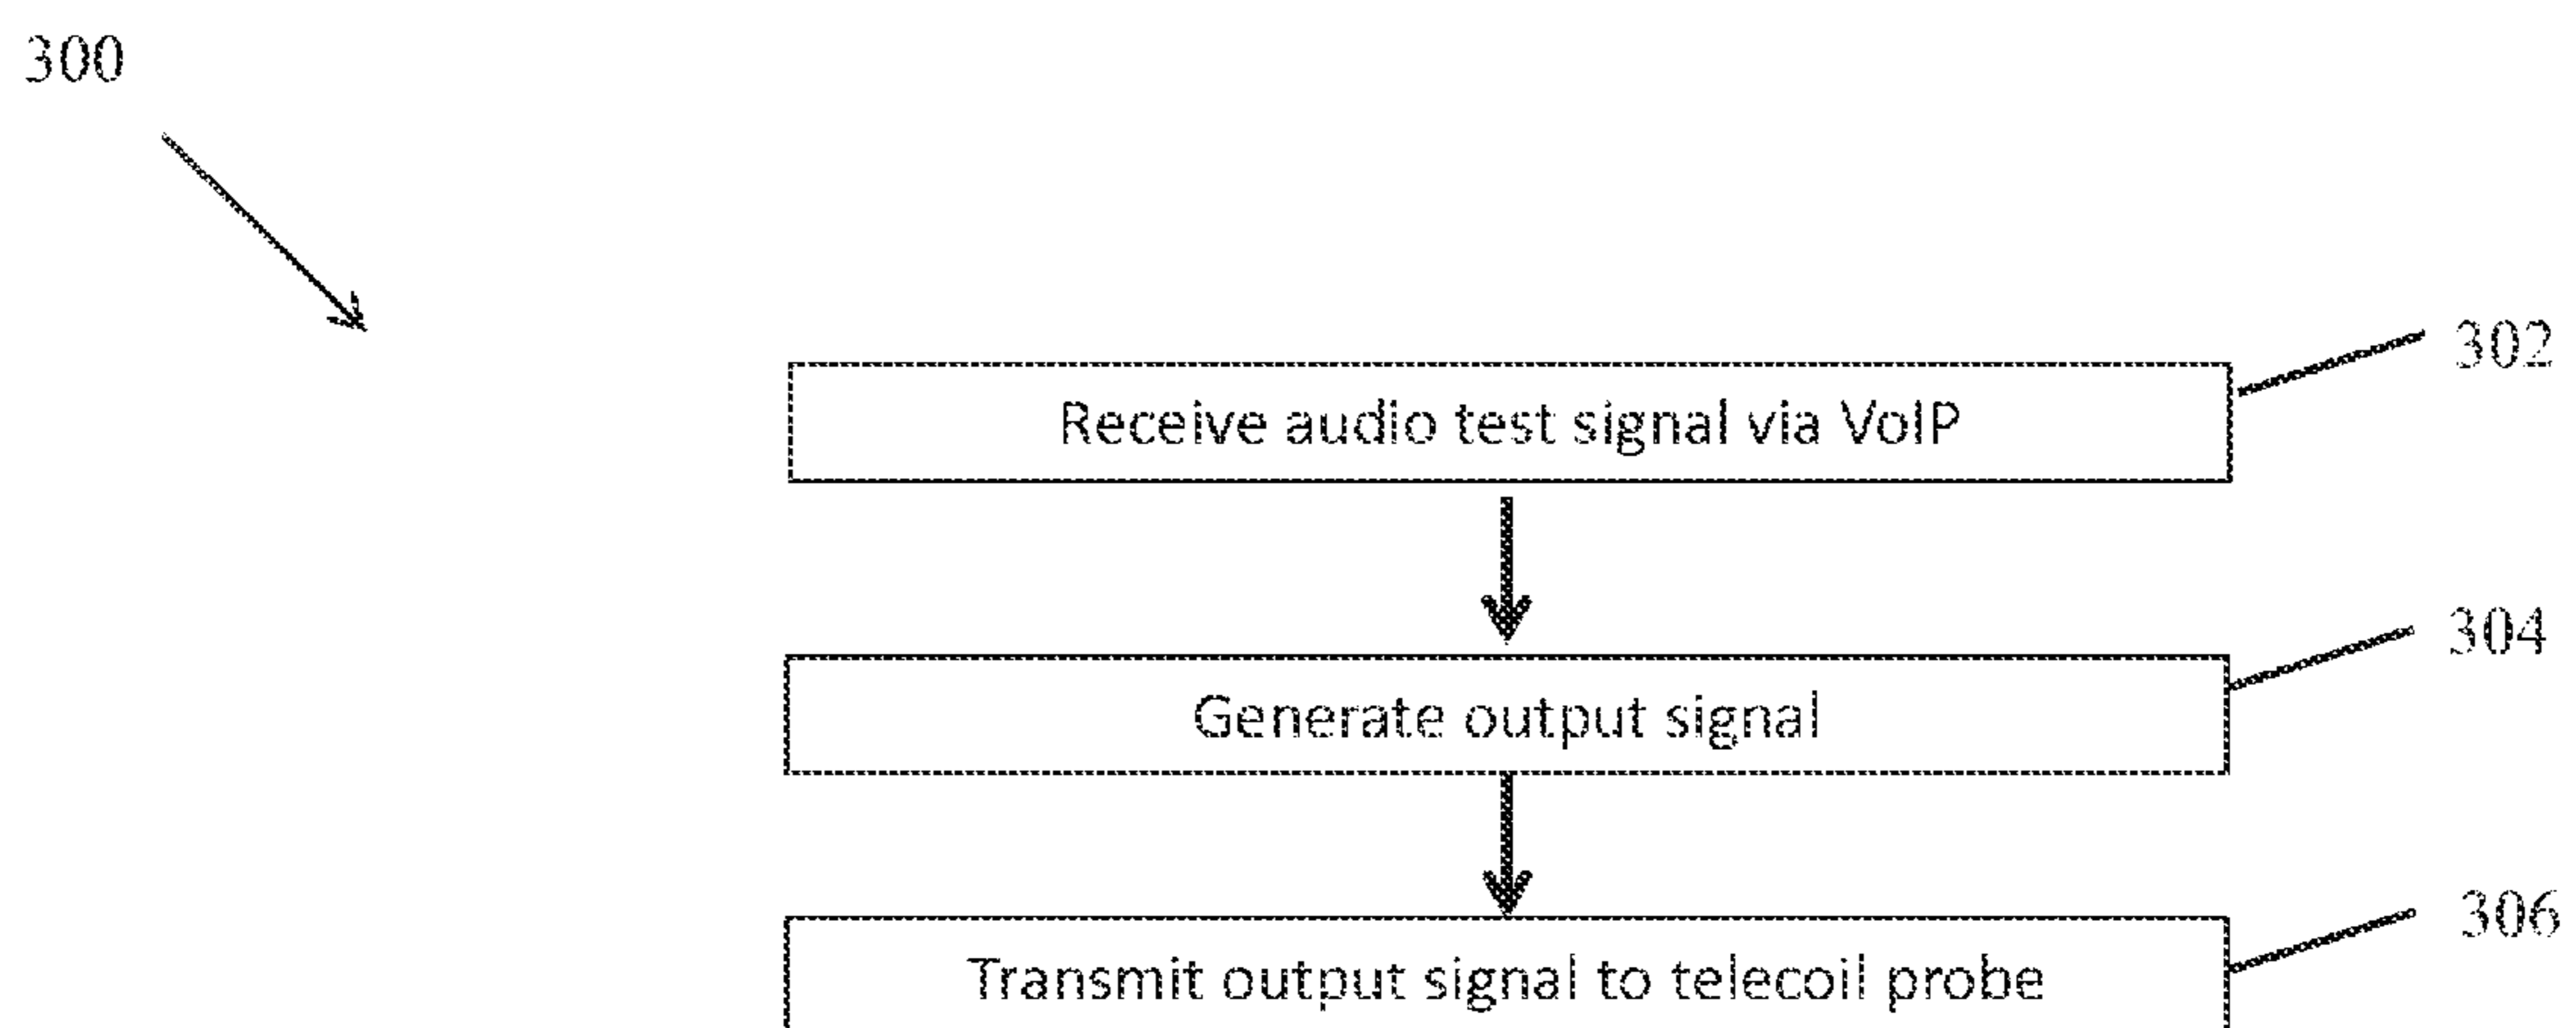 300
302
Receive audio test signal via VoIP
304
Generate output signal
306
Transmit output signal to telecoil probe